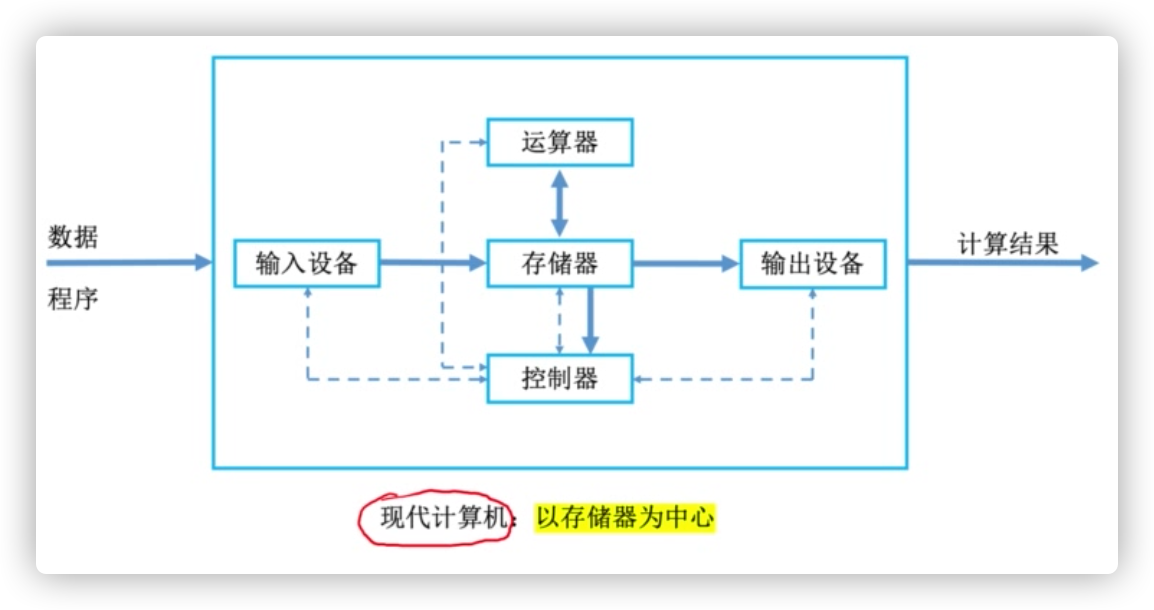 运算器
数据
计算结果
输入设备
存储器
输出设备
程序
控制器
现代计算机：以存储器为中心